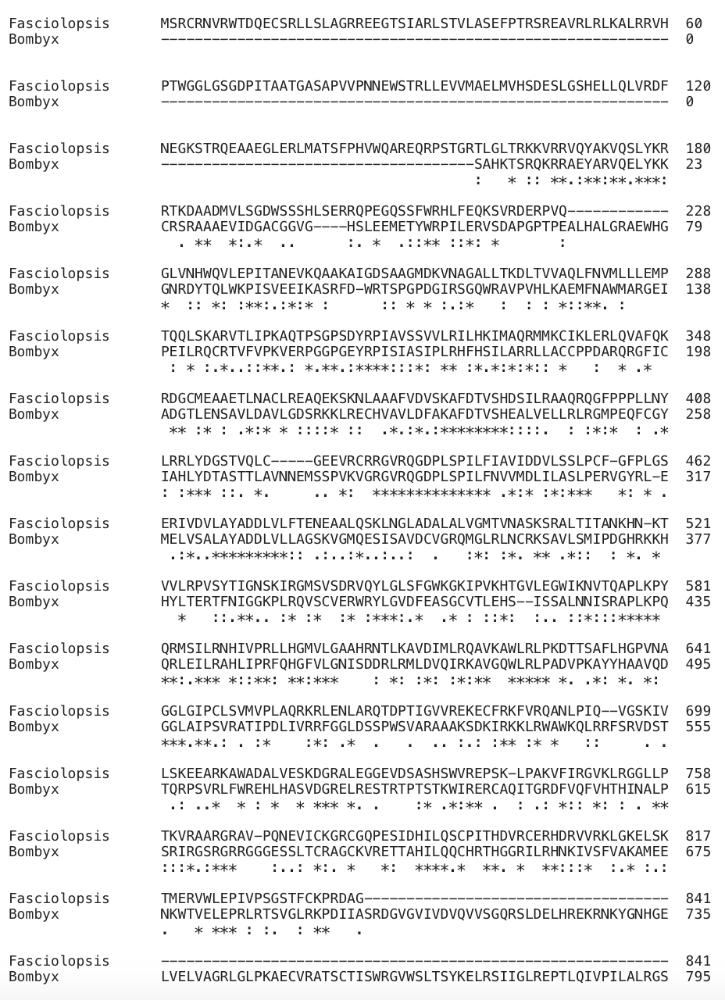 Fasciolopsis MSRCRNVRWTDQECSRLLSLAGRREEGTSIARLSTVLASEFPTRSREAVRLRLKALRRVH 60
Bombyx ------------------------------------------------------------ 0
Fasciolopsis PTWGGLGSGDPITAATGASAPVVPNNEWSTRLLEVVMAELMVHSDESLGSHELLQLVRDF 120
Bombyx ------------------------------------------------------------ 0
Fasciolopsis NEGKSTRQEAAEGLERLMATSFPHVWQAREQRPSTGRTLGLTRKKVRRVQYAKVQSLYKR 180
Bombyx -------------------------------------SAHKTSRQKRRAEYARVQELYKK 23
:   * :: **.:**:**.***:
Fasciolopsis RTKDAADMVLSGDWSSSHLSERRQPEGQSSFWRHLFEQKSVRDERPVQ------------ 228
Bombyx CRSRAAAEVIDGACGGVG----HSLEEMETYWRPILERVSDAPGPTPEALHALGRAEWHG 79
. **  *:.*  ..      :. *  .::** ::*: *       :
Fasciolopsis GLVNHWQVLEPITANEVKQAAKAIGDSAAGMDKVNAGALLTKDLTVVAQLFNVMLLLEMP 288
Bombyx GNRDYTQLWKPISVEEIKASRFD-WRTSPGPDGIRSGQWRAVPVHLKAEMFNAWMARGEI 138
*  :: *: :**:.:*:* :      :: * * :.:*   :  : : *::**. :
Fasciolopsis TQQLSKARVTLIPKAQTPSGPSDYRPIAVSSVVLRILHKIMAQRMMKCIKLERLQVAFQK 348
Bombyx PEILRQCRTVFVPKVERPGGPGEYRPISIASIPLRHFHSILARRLLACCPPDARQRGFIC 198
: * :.*..::**.: *.**.:****:::*: ** :*.*:*:*:: *   :  * .*
Fasciolopsis RDGCMEAAETLNACLREAQEKSKNLAAAFVDVSKAFDTVSHDSILRAAQRQGFPPPLLNY 408
Bombyx ADGTLENSAVLDAVLGDSRKKLRECHVAVLDFAKAFDTVSHEALVELLRLRGMPEQFCGY 258
** :* : .*:* * ::::* ::  .*.:*.:********::::.  : :*:*  : .*
Fasciolopsis LRRLYDGSTVQLC-----GEEVRCRRGVRQGDPLSPILFIAVIDDVLSSLPCF-GFPLGS 462
Bombyx IAHLYDTASTTLAVNNEMSSPVKVGRGVRQGDPLSPILFNVVMDLILASLPERVGYRL-E 317
: :*** ::. *.     .. *:  ************** .*:* :*:***   *: * .
Fasciolopsis ERIVDVLAYADDLVLFTENEAALQSKLNGLADALALVGMTVNASKSRALTITANKHN-KT 521
Bombyx MELVSALAYADDLVLLAGSKVGMQESISAVDCVGRQMGLRLNCRKSAVLSMIPDGHRKKH 377
.:*..*********:: .:..:*..:..:  .   :*: :*. ** .*::  : *. *
Fasciolopsis VVLRPVSYTIGNSKIRGMSVSDRVQYLGLSFGWKGKIPVKHTGVLEGWIKNVTQAPLKPY 581
Bombyx HYLTERTFNIGGKPLRQVSCVERWRYLGVDFEASGCVTLEHS--ISSALNNISRAPLKPQ 435
*   ::.**.. :* :*  :* :***:.*  .* : ::*:  :.. ::*:::*****
Fasciolopsis QRMSILRNHIVPRLLHGMVLGAAHRNTLKAVDIMLRQAVKAWLRLPKDTTSAFLHGPVNA 641
Bombyx QRLEILRAHLIPRFQHGFVLGNISDDRLRMLDVQIRKAVGQWLRLPADVPKAYYHAAVQD 495
**:.*** *::**: **:***    : *: :*: :*:**  ***** *. .*: *. *:
Fasciolopsis GGLGIPCLSVMVPLAQRKRLENLARQTDPTIGVVREKECFRKFVRQANLPIQ--VGSKIV 699
Bombyx GGLAIPSVRATIPDLIVRRFGGLDSSPWSVARAAAKSDKIRKKLRWAWKQLRRFSRVDST 555
***.**.: . :*    :*: .*  .   .  .. :.: :** :* *   ::     . .
Fasciolopsis LSKEEARKAWADALVESKDGRALEGGEVDSASHSWVREPSK-LPAKVFIRGVKLRGGLLP 758
Bombyx TQRPSVRLFWREHLHASVDGRELRESTRTPTSTKWIRERCAQITGRDFVQFVHTHINALP 615
.: ..*  * : *  * *** *. .    :* .*:** .  :.: *:: *: : . **
Fasciolopsis TKVRAARGRAV-PQNEVICKGRCGQPESIDHILQSCPITHDVRCERHDRVVRKLGKELSK 817
Bombyx SRIRGSRGRRGGGESSLTCRAGCKVRETTAHILQQCHRTHGGRILRHNKIVSFVAKAMEE 675
:::*.:***    :..: *:. *   *:  ****.*  **. *  **:::*  :.* :.:
Fasciolopsis TMERVWLEPIVPSGSTFCKPRDAG------------------------------------ 841
Bombyx NKWTVELEPRLRTSVGLRKPDIIASRDGVGVIVDVQVVSGQRSLDELHREKRNKYGNHGE 735
.   * *** : :.  : **   .
Fasciolopsis ------------------------------------------------------------ 841
Bombyx LVELVAGRLGLPKAECVRATSCTISWRGVWSLTSYKELRSIIGLREPTLQIVPILALRGS 795